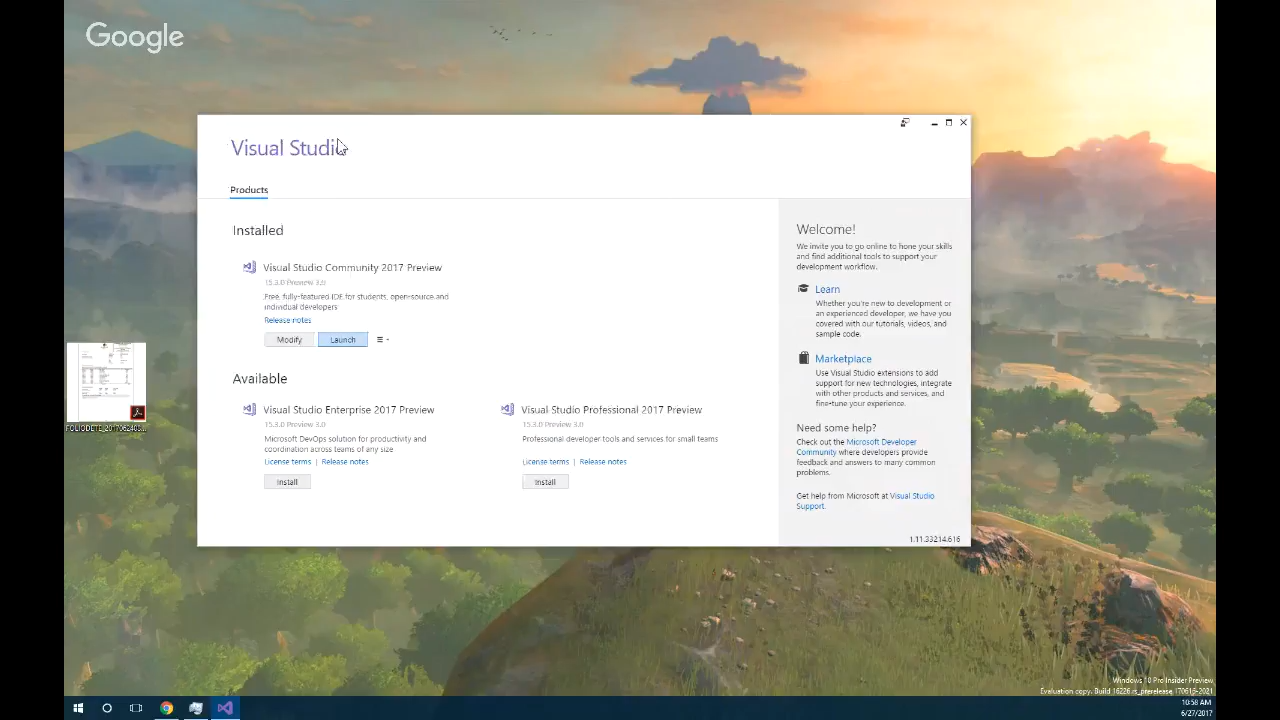 Google
Visual Studio
Products
Installed
Visual Studio Community 2017 Preview
15.3.0 Preview 3.0
Free, fully-featured IDE for students, open-source and
individual developers
Release notes
Modify
Launch
Available
Visual Studio Enterprise 2017 Preview
15.3.0 Preview 3.0
Microsoft DevOps solution for productivity and
coordination across teams of any size
License terms | Release notes
Install
Visual Studio Professional 2017 Preview
15.3.0 Preview 3.0
Professional developer tools and services for small teams
License terms | Release notes
Install
Welcome!
We invite you to go online to hone your skills
and find additional tools to support your
development workflow.
Learn
Whether you're new to development or
an experienced developer, we have you
covered with our tutorials, videos, and
sample code.
Marketplace
Use Visual Studio extensions to add
support for new technologies, integrate
with other products and services, and
fine-tune your experience.
Need some help?
Check out the Microsoft Developer
Community where developers provide
feedback and answers to many common
problems.
Get help from Microsoft at Visual Studio
Support.
1.11.33214.616
Windows 10 Pro Insider Preview
Evaluation copy. Build 16226.rs_prerelease.170616-2021
10:58 AM
6/27/2017